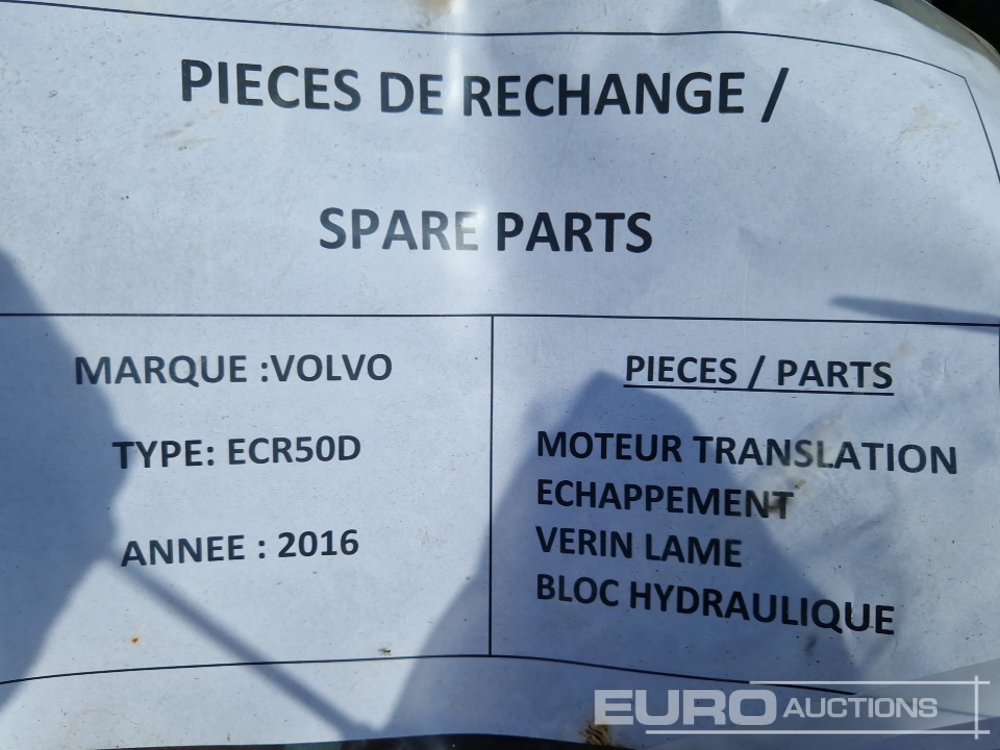 PIECES DE RECHANGE /
SPARE PARTS
MARQUE :VOLVO
TYPE: ECR50D
ANNEE : 2016
PIECES / PARTS
MOTEUR TRANSLATION
ECHAPPEMENT
VERIN LAME
BLOC HYDRAULIQUE
EURO AUCTIONS